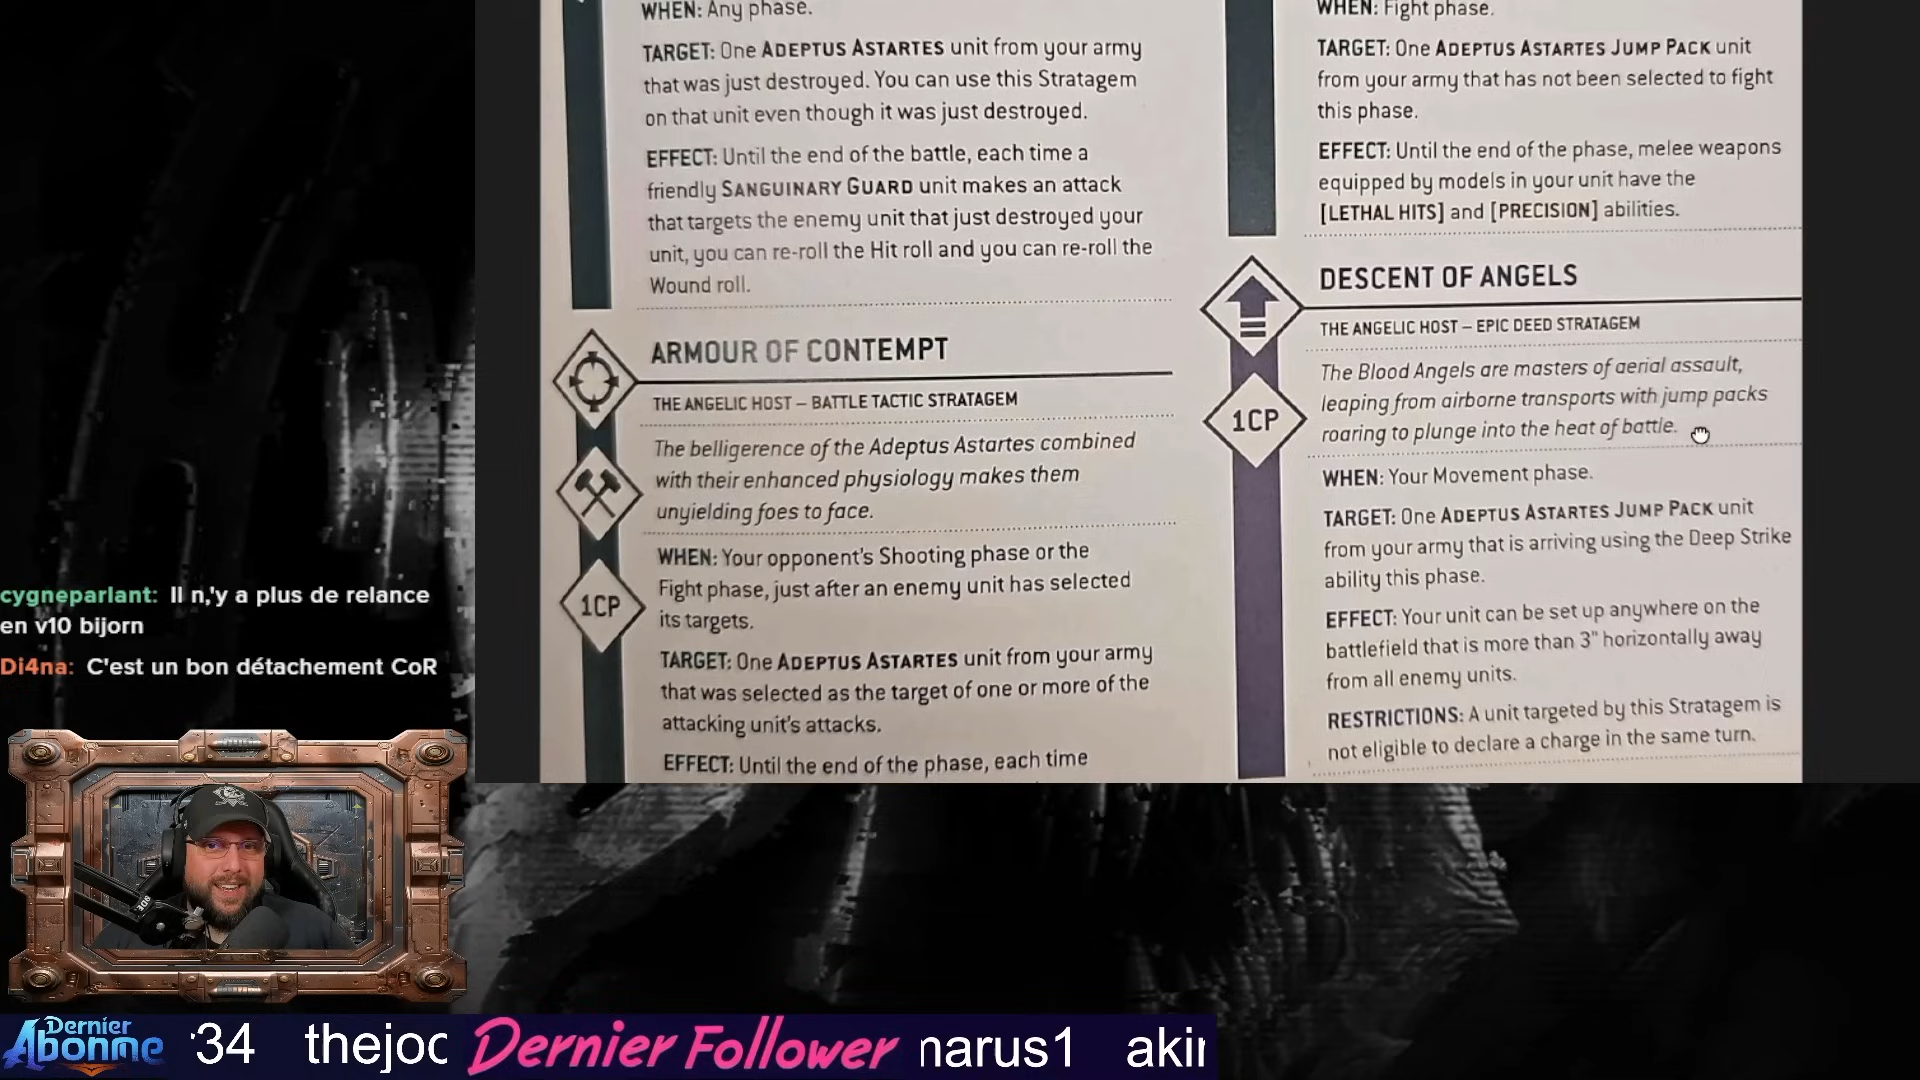 WHEN: Any phase.
TARGET: One ADEPTUS ASTARTES unit from your army
that was just destroyed. You can use this Stratagem
on that unit even though it was just destroyed.
EFFECT: Until the end of the battle, each time a
friendly SANGUINARY GUARD unit makes an attack
that targets the enemy unit that just destroyed your
unit, you can re-roll the Hit roll and you can re-roll the
Wound roll.
ARMOUR OF CONTEMPT
THE ANGELIC HOST – BATTLE TACTIC STRATAGEM
The belligerence of the Adeptus Astartes combined
with their enhanced physiology makes them
unyielding foes to face.
1CP
WHEN: Your opponent's Shooting phase or the
Fight phase, just after an enemy unit has selected
its targets.
TARGET: One ADEPTUS ASTARTES unit from your army
that was selected as the target of one or more of the
attacking unit's attacks.
EFFECT: Until the end of the phase, each time
WHEN: Fight phase.
TARGET: One ADEPTUS ASTARTES JUMP PACK unit
from your army that has not been selected to fight
this phase.
EFFECT: Until the end of the phase, melee weapons
equipped by models in your unit have the
[LETHAL HITS] and [PRECISION] abilities.
DESCENT OF ANGELS
THE ANGELIC HOST – EPIC DEED STRATAGEM
The Blood Angels are masters of aerial assault,
leaping from airborne transports with jump packs
roaring to plunge into the heat of battle.
1CP
WHEN: Your Movement phase.
TARGET: One ADEPTUS ASTARTES JUMP PACK unit
from your army that is arriving using the Deep Strike
ability this phase.
EFFECT: Your unit can be set up anywhere on the
battlefield that is more than 3" horizontally away
from all enemy units.
RESTRICTIONS: A unit targeted by this Stratagem is
not eligible to declare a charge in the same turn.
cygneparlant: Il n,'y a plus de relance
en v10 bijorn
Di4na: C'est un bon détachement CoR
Dernier
Abonné
34 thejoc
Dernier Follower
narus1 akir